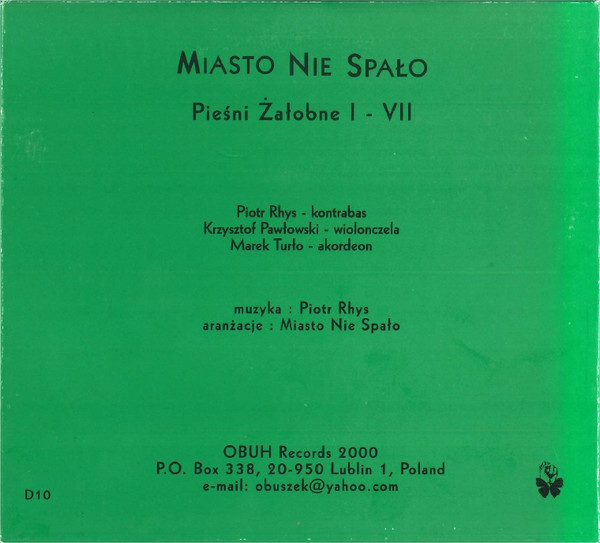 MIASTO NIE SPAŁO
Pieśni Żałobne I - VII
Piotr Rhys - kontrabas
Krzysztof Pawłowski - wiolonczela
Marek Turło - akordeon
muzyka : Piotr Rhys
aranżacje : Miasto Nie Spało
OBUH Records 2000
P.O. Box 338, 20-950 Lublin 1, Poland
e-mail: obuszek@yahoo.com
D10